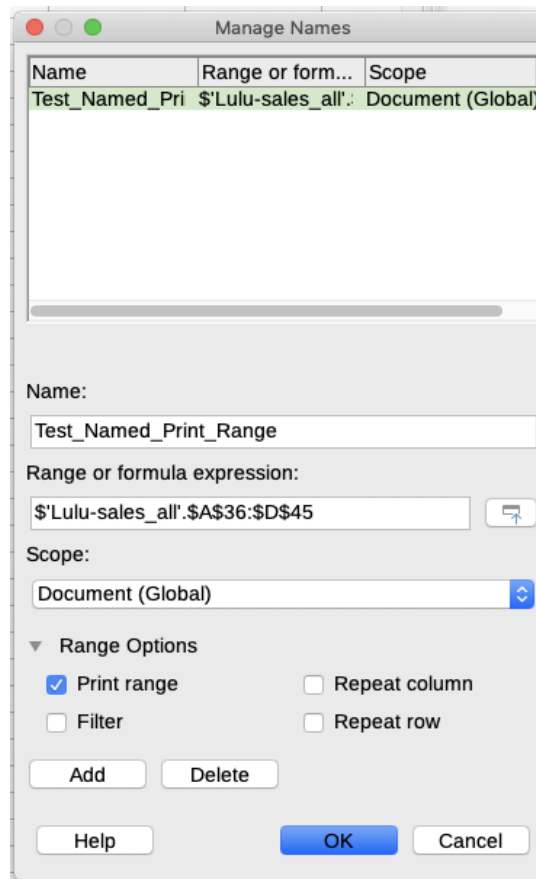 Manage Names
Name Range or form... Scope
Test_Named_Pri $'Lulu-sales_all'.: Document (Global)
Name:
Test_Named_Print_Range
Range or formula expression:
$'Lulu-sales_all'.$A$36:$D$45
Scope:
Document (Global)
Range Options
Print range Repeat column
Filter Repeat row
Add Delete
Help OK Cancel